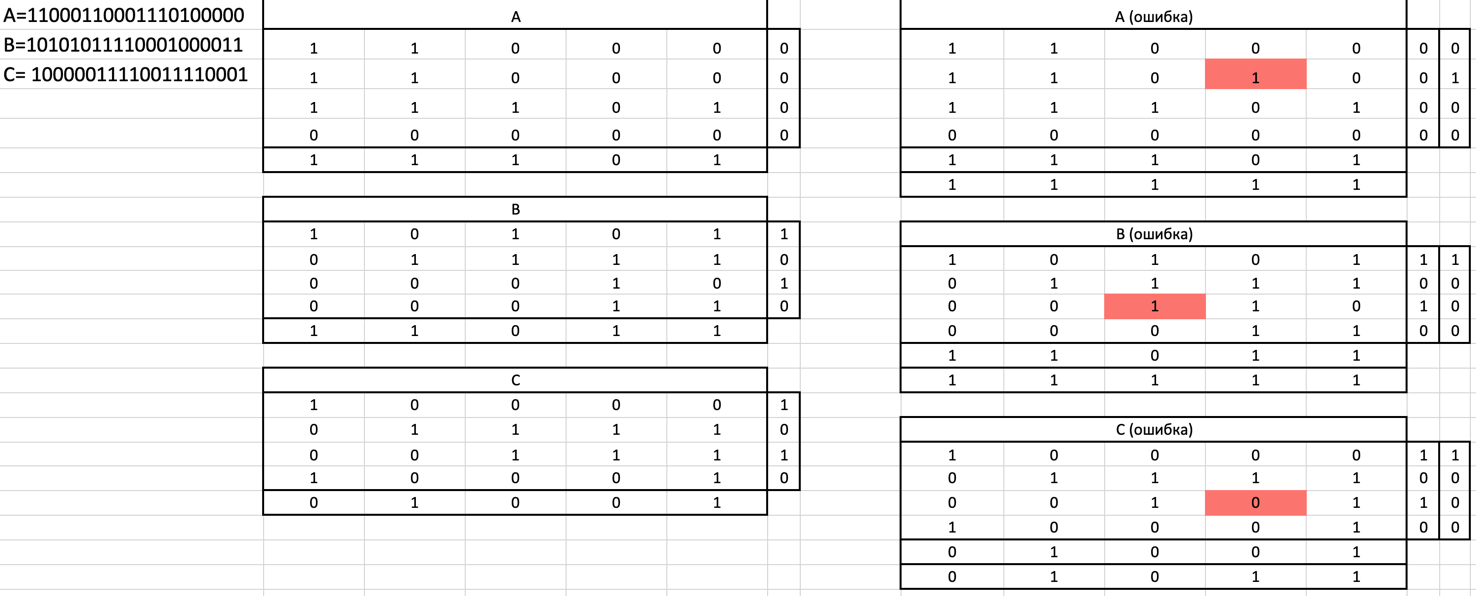 A=11000110001110100000
B=10101011110001000011
C= 10000011110011110001
A
1 1 0 0 0 0
1 1 0 0 0 0
1 1 1 0 1 0
0 0 0 0 0 0
1 1 1 0 1
B
1 0 1 0 1 1
0 1 1 1 1 0
0 0 0 1 0 1
0 0 0 1 1 0
1 1 0 1 1
C
1 0 0 0 0 1
0 1 1 1 1 0
0 0 1 1 1 1
1 0 0 0 1 0
0 1 0 0 1
A (ошибка)
1 1 0 0 0 0 0
1 1 0 1 0 0 1
1 1 1 0 1 0 0
0 0 0 0 0 0 0
1 1 1 0 1
1 1 1 1 1
B (ошибка)
1 0 1 0 1 1 1
0 1 1 1 1 0 0
0 0 1 1 0 1 0
0 0 0 1 1 0 0
1 1 0 1 1
1 1 1 1 1
C (ошибка)
1 0 0 0 0 1 1
0 1 1 1 1 0 0
0 0 1 0 1 1 0
1 0 0 0 1 0 0
0 1 0 0 1
0 1 0 1 1